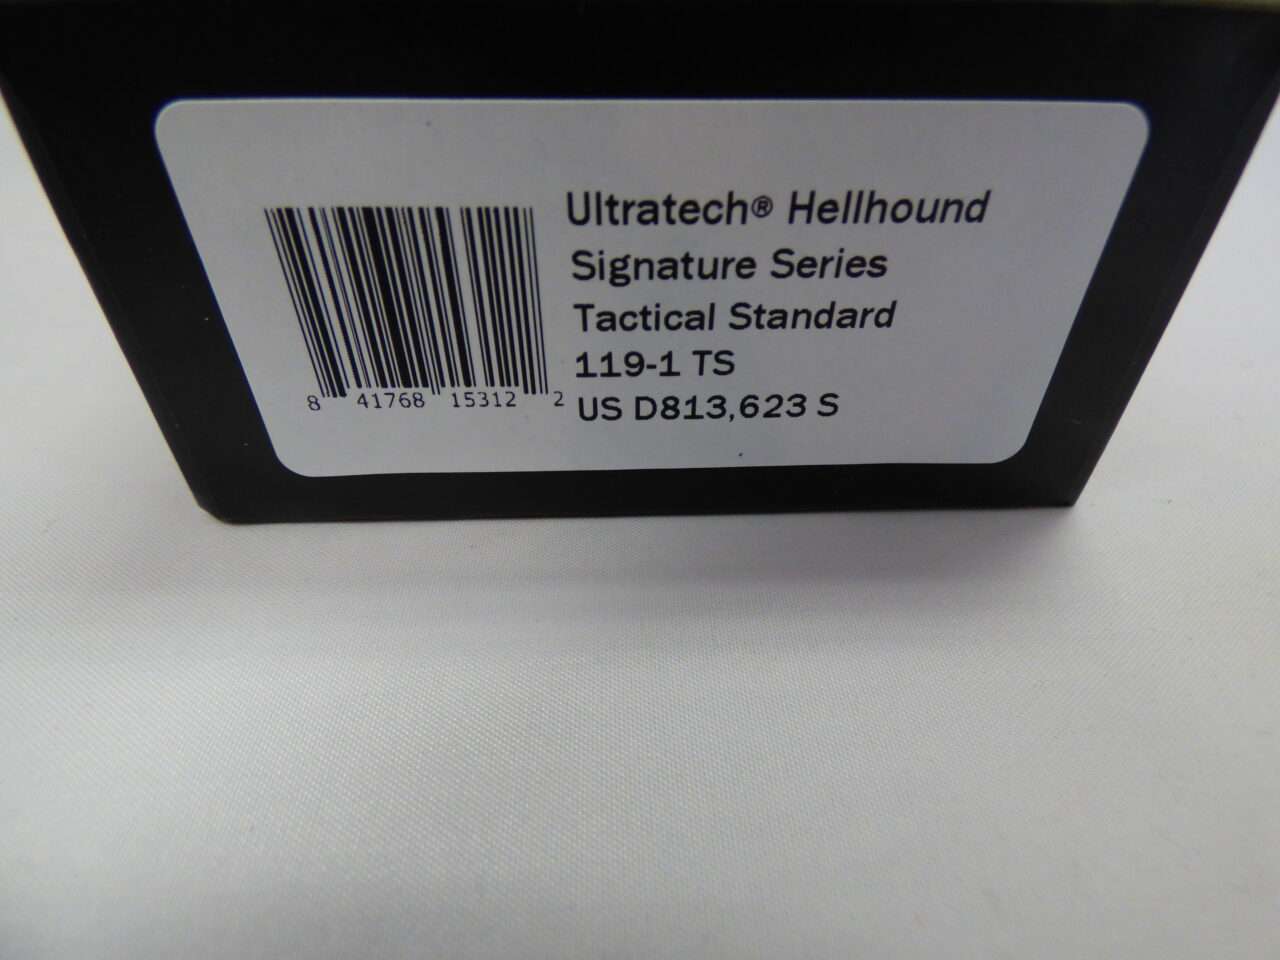 Ultratech® Hellhound
Signature Series
Tactical Standard
119-1 TS
US D813,623 S
8 41768 15312 2